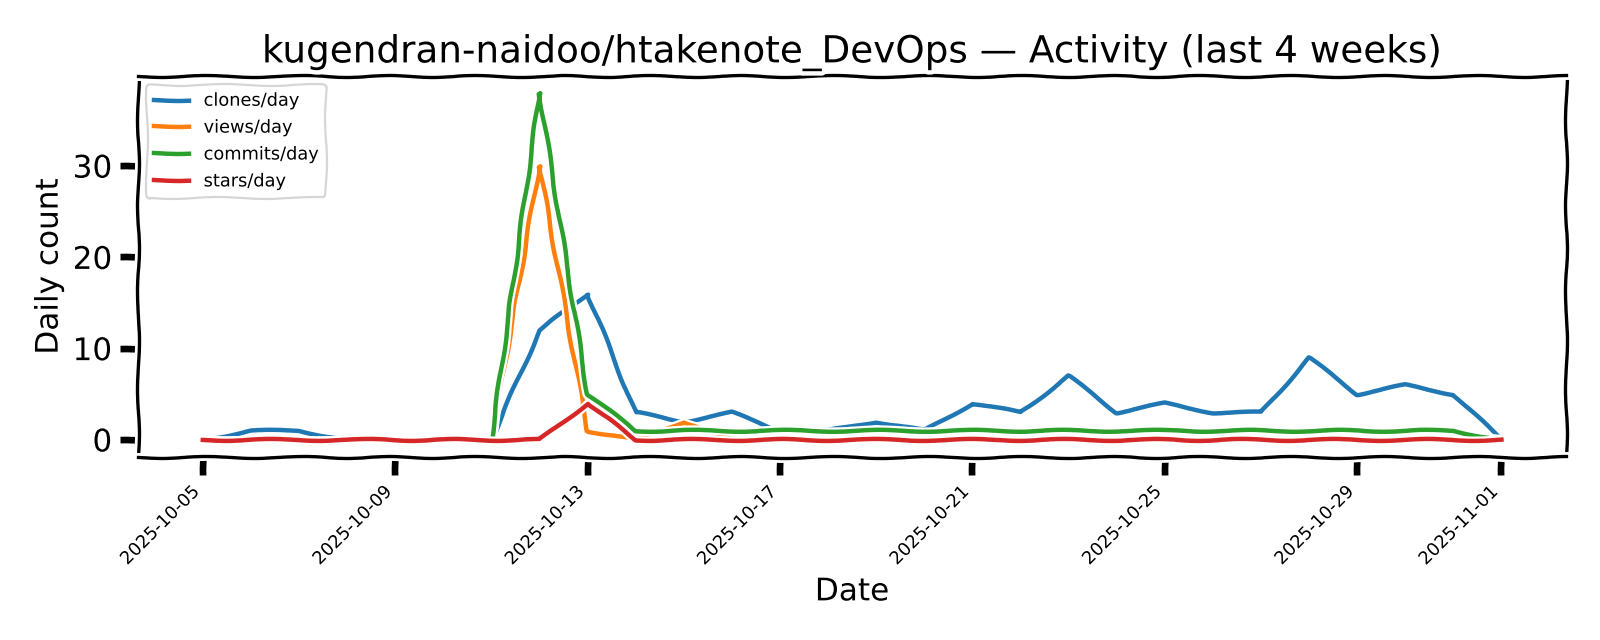 kugendran-naidoo/htakenote_DevOps — Activity (last 4 weeks)
clones/day
views/day
commits/day
stars/day
Daily count
30
20
10
0
2025-10-05
2025-10-09
2025-10-13
2025-10-17
2025-10-21
2025-10-25
2025-10-29
2025-11-01
Date